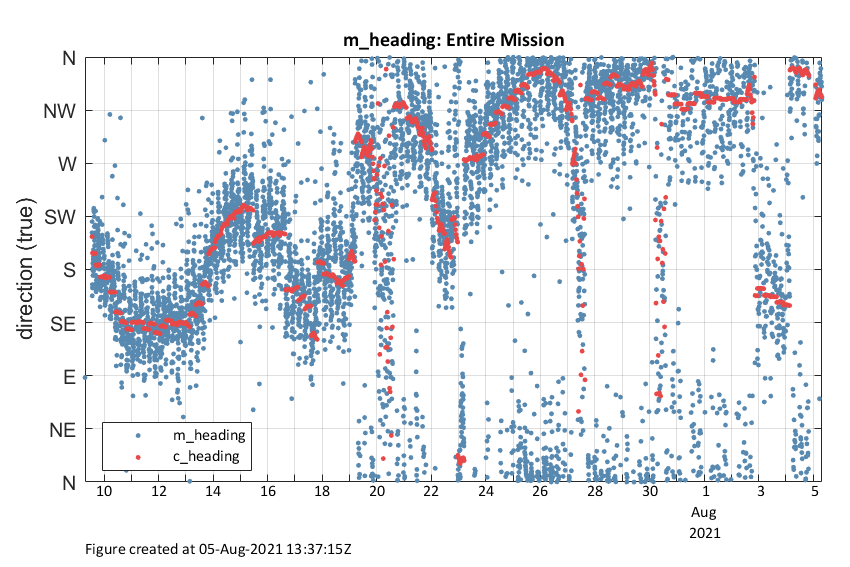 m_heading: Entire Mission
direction (true)
N
NW
W
SW
S
SE
E
NE
N
m_heading
c_heading
10 12 14 16 18 20 22 24 26 28 30 1 3 5
Aug
2021
Figure created at 05-Aug-2021 13:37:15Z